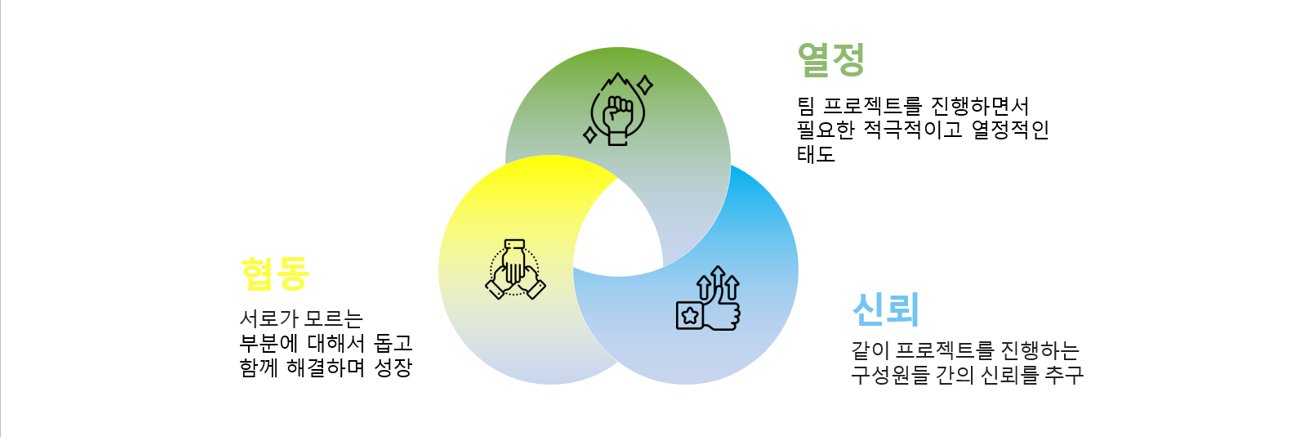 열정
팀 프로젝트를 진행하면서
필요한 적극적이고 열정적인
태도
협동
서로가 모르는
부분에 대해서 돕고
함께 해결하며 성장
신뢰
같이 프로젝트를 진행하는
구성원들 간의 신뢰를 추구